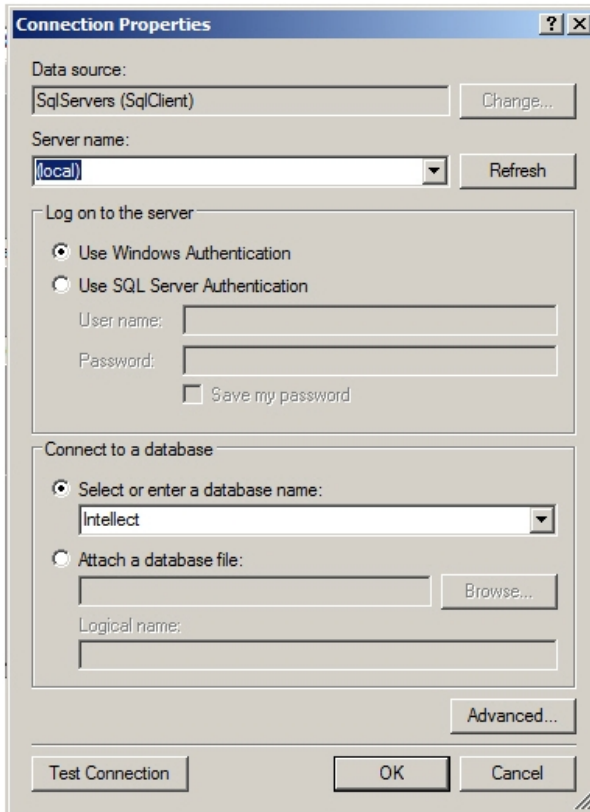 Connection Properties
Data source:
SqlServers (SqlClient)
Change...
Server name:
(local)
Refresh
Log on to the server
Use Windows Authentication
Use SQL Server Authentication
User name:
Password:
Save my password
Connect to a database
Select or enter a database name:
Intellect
Attach a database file:
Browse...
Logical name:
Advanced...
Test Connection
OK
Cancel